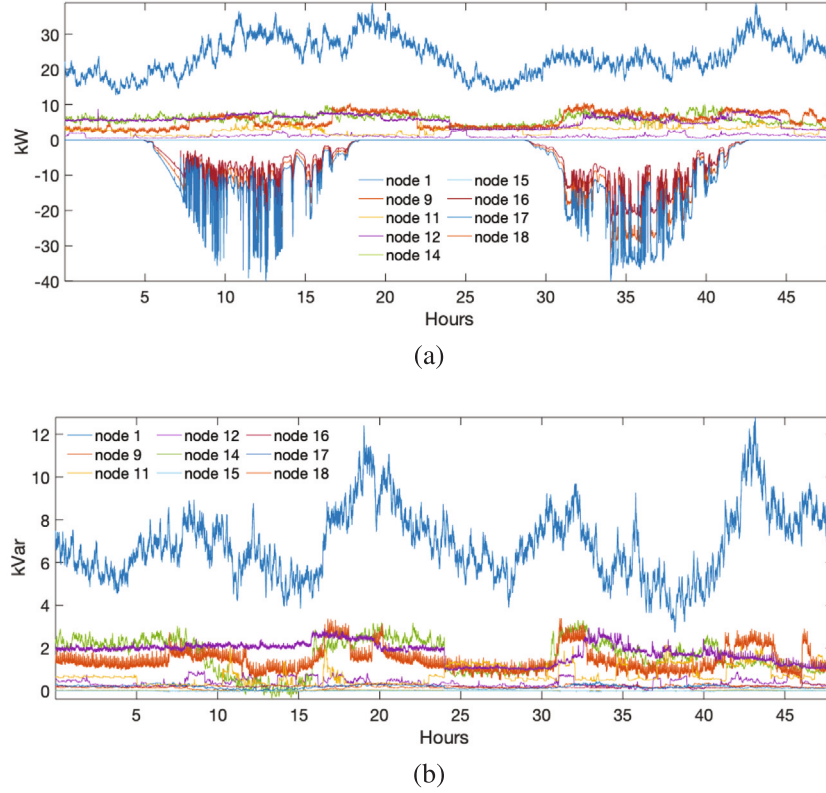 30
20
10
0
-10
-20
-30
-40
kW
node 1
node 15
node 9
node 16
node 11
node 17
node 12
node 18
node 14
5 10 15 20 25 30 35 40 45
Hours
(a)
12
10
8
6
4
2
0
kVar
node 1 node 12 node 16
node 9 node 14 node 17
node 11 node 15 node 18
5 10 15 20 25 30 35 40 45
Hours
(b)